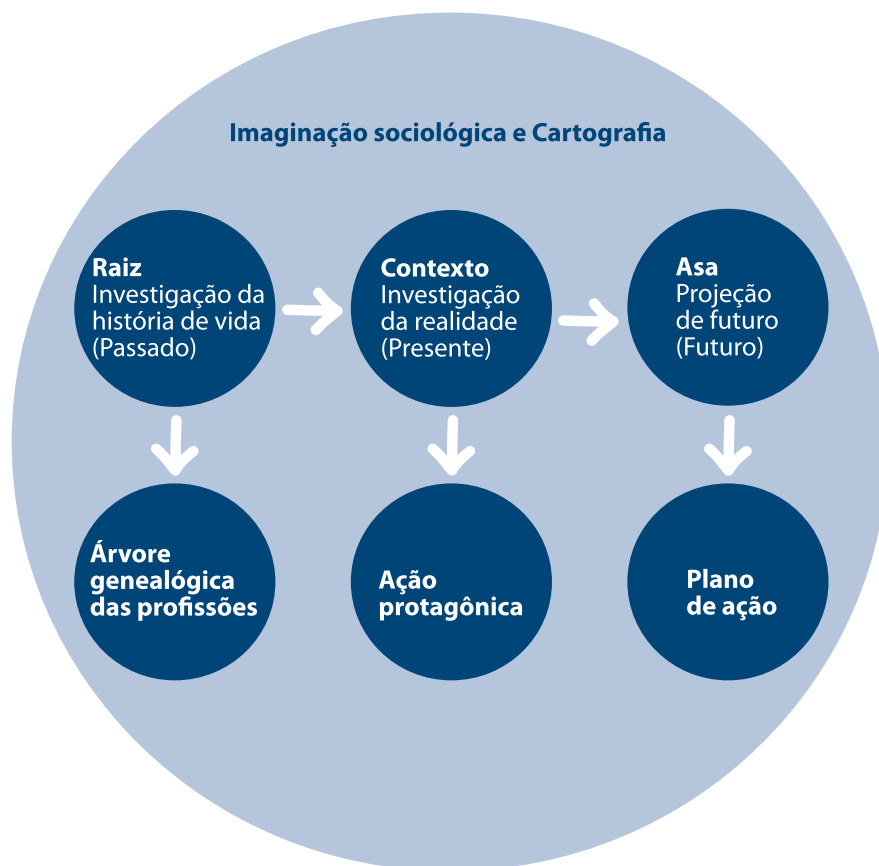 Imaginação sociológica e Cartografia
Raiz
Investigação da
história de vida
(Passado)
Contexto
Investigação
da realidade
(Presente)
Asa
Projeção
de futuro
(Futuro)
Árvore
genealógica
das profissões
Ação
protagônica
Plano
de ação